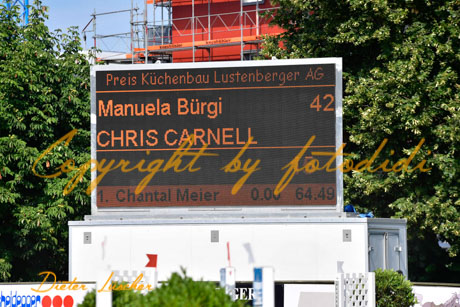 Preis Küchenbau Lustenberger AG
Manuela Bürgi 42
CHRIS CARNELL
Copyright by fotodidi
1. Chantal Meier 0.00 64.49
Dieter